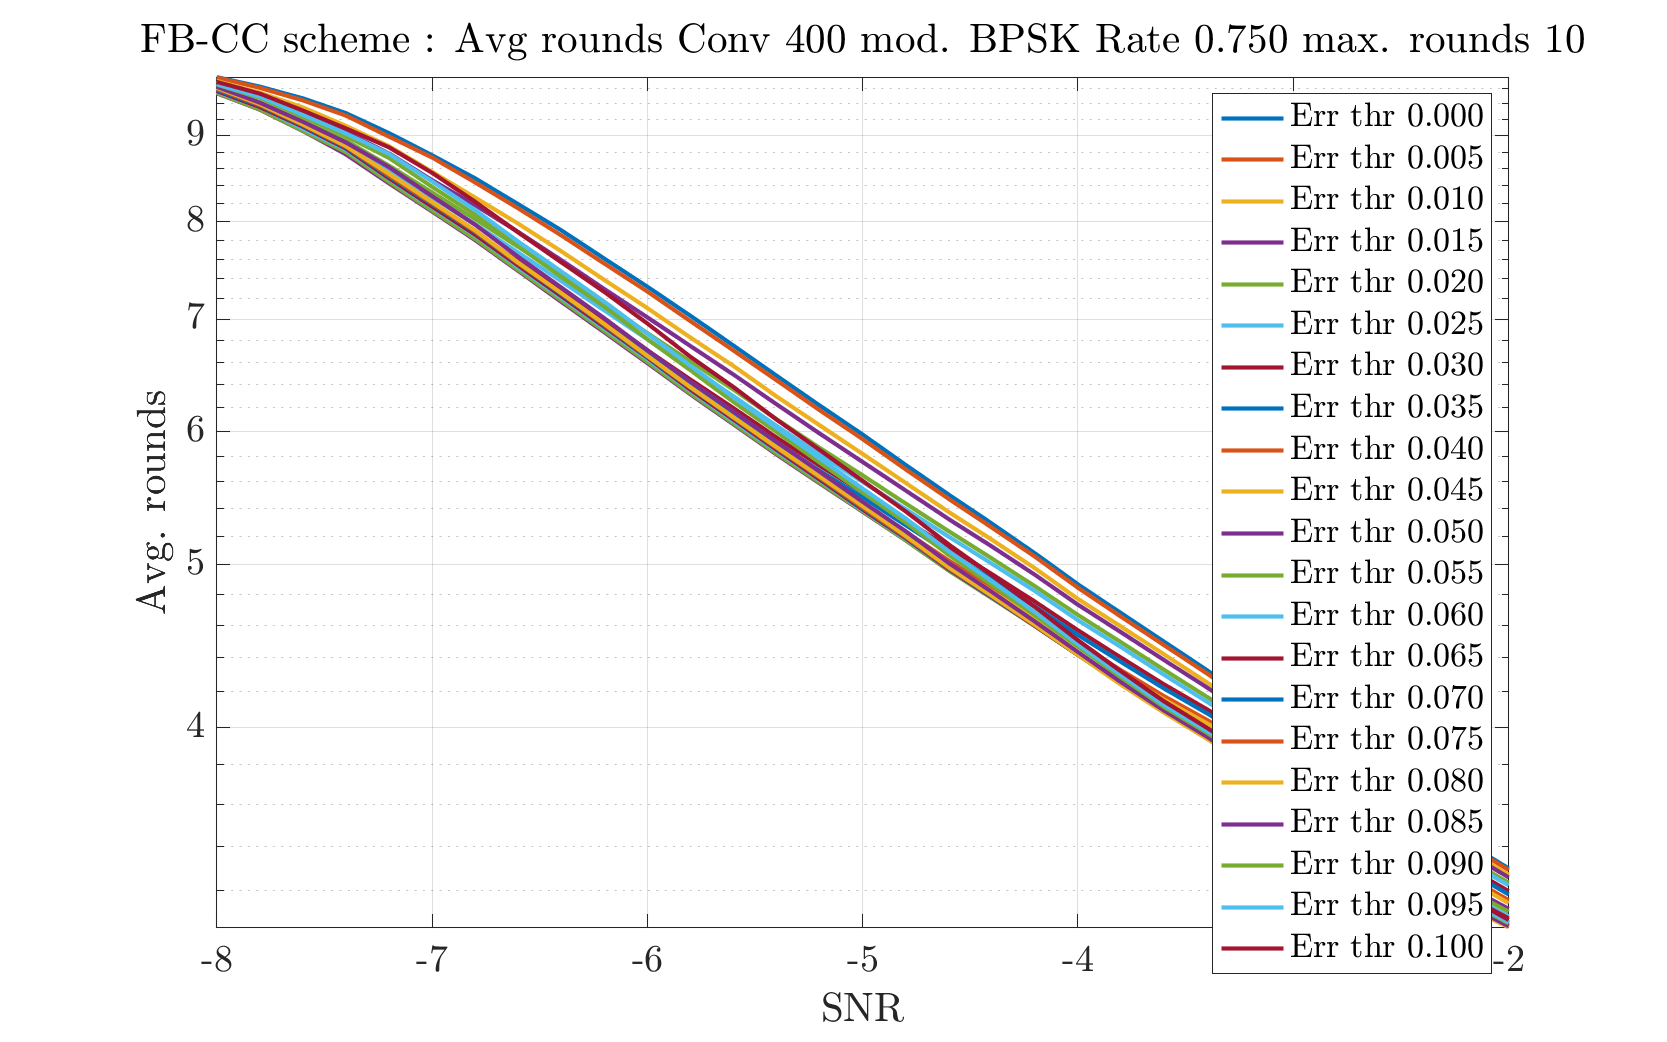 FB-CC scheme : Avg rounds Conv 400 mod. BPSK Rate 0.750 max. rounds 10
Avg. rounds
9
8
7
6
5
4
Err thr 0.000
Err thr 0.005
Err thr 0.010
Err thr 0.015
Err thr 0.020
Err thr 0.025
Err thr 0.030
Err thr 0.035
Err thr 0.040
Err thr 0.045
Err thr 0.050
Err thr 0.055
Err thr 0.060
Err thr 0.065
Err thr 0.070
Err thr 0.075
Err thr 0.080
Err thr 0.085
Err thr 0.090
Err thr 0.095
Err thr 0.100
-8 -7 -6 -5 -4 -2
SNR